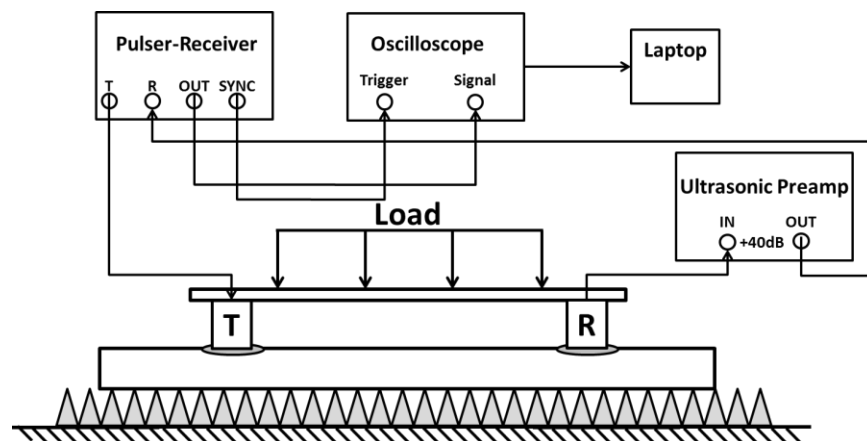 Pulser-Receiver
T R OUT SYNC
Oscilloscope
Trigger Signal
Laptop
Ultrasonic Preamp
IN +40dB OUT
Load
T R